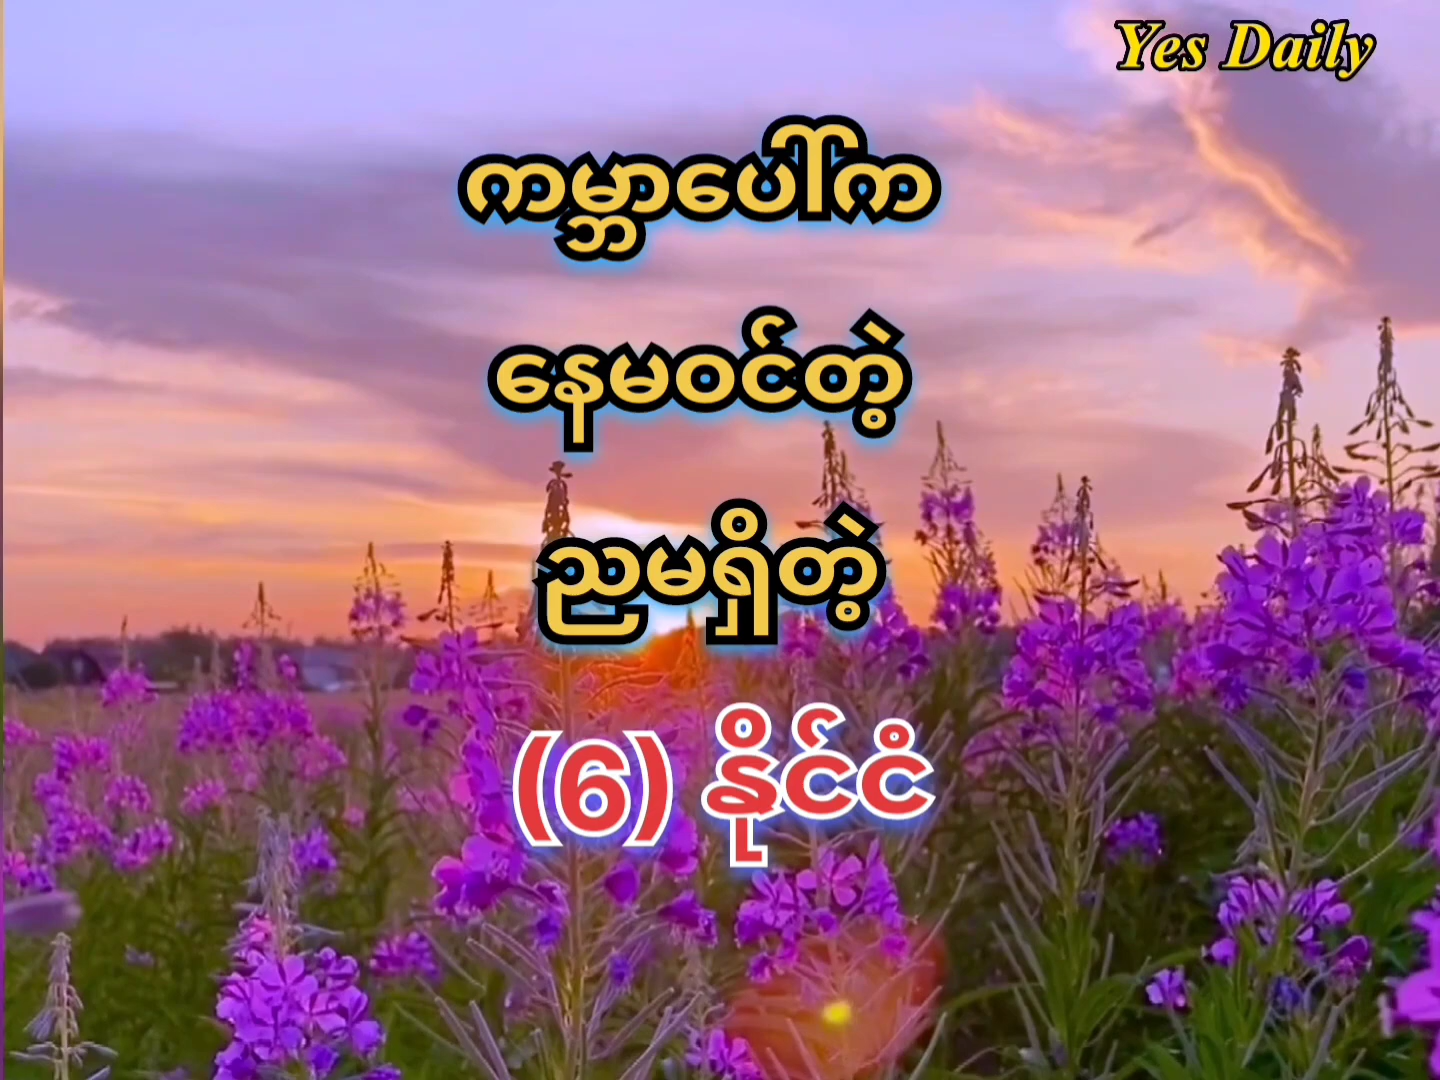 Yes Daily
ကမ္ဘာပေါ်က
နေမဝင်တဲ့
ညမရှိတဲ့
(6) နိုင်ငံ